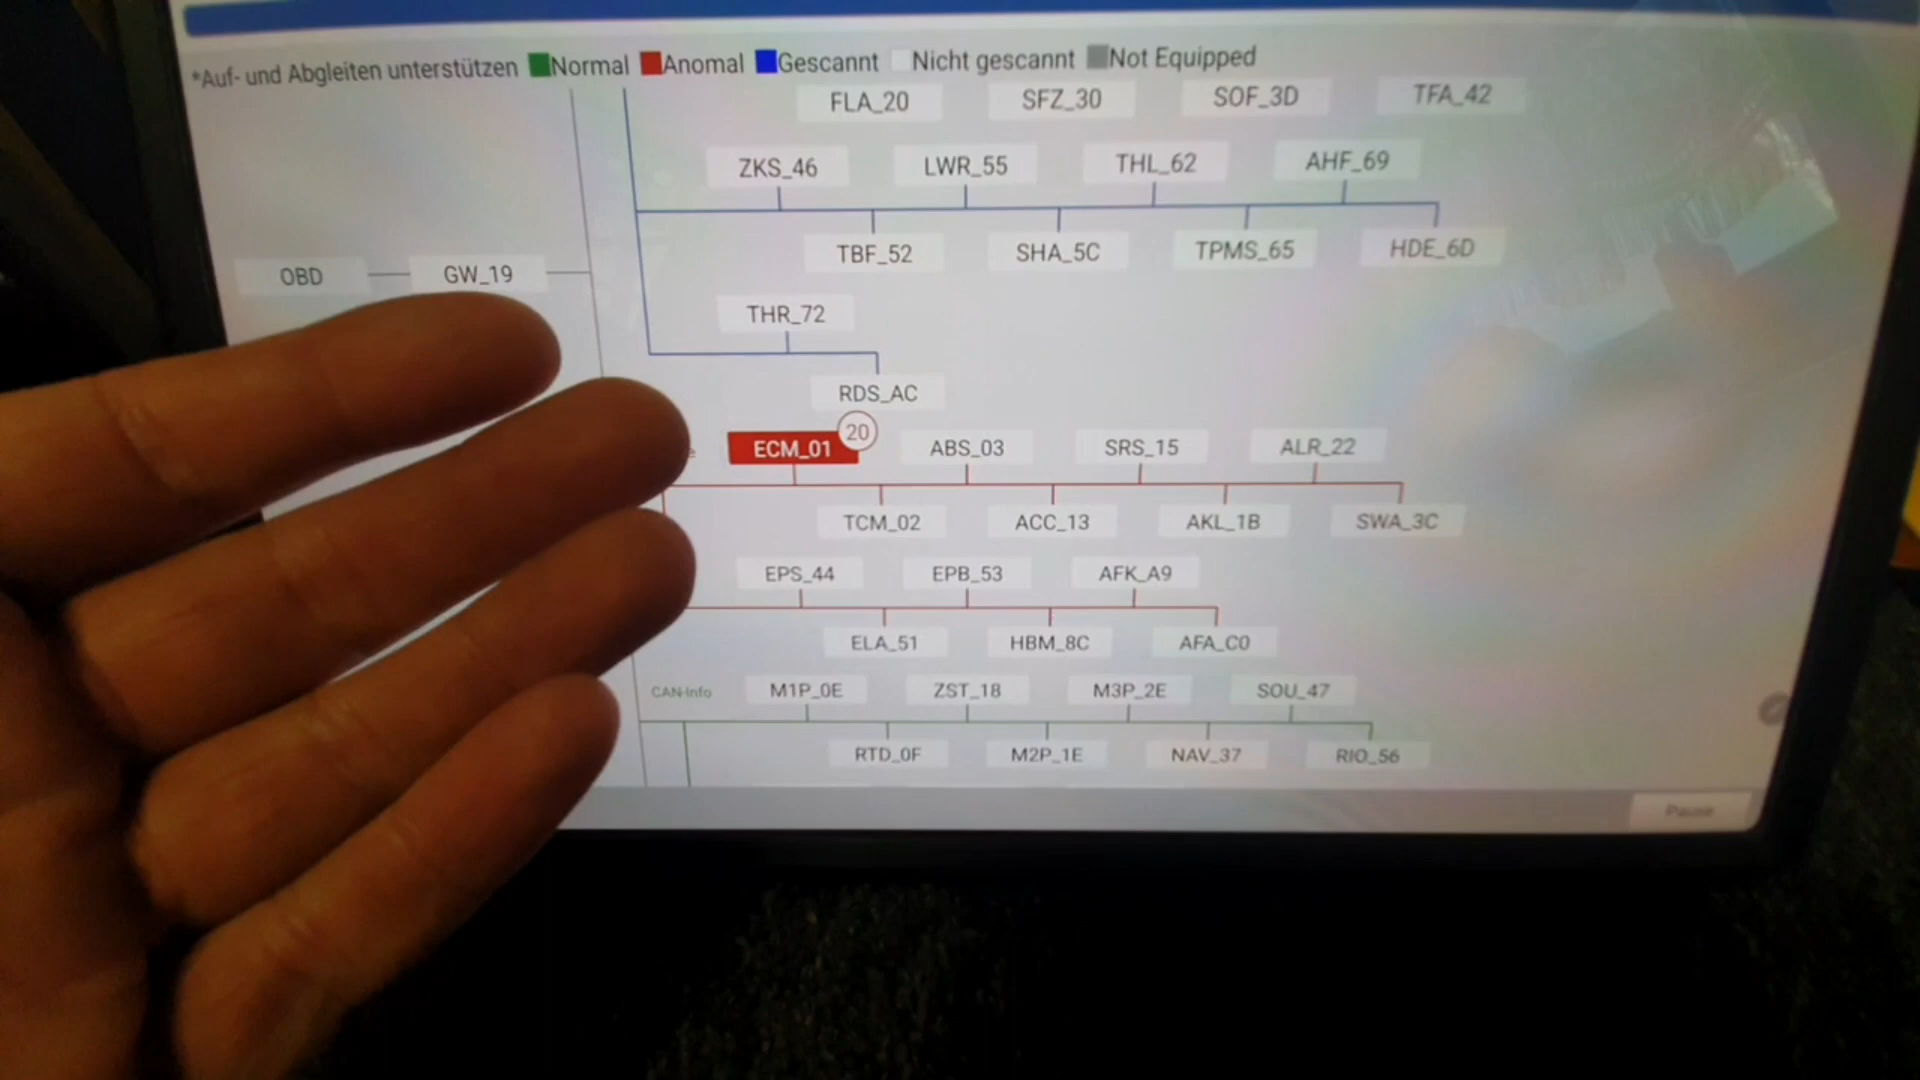 *Auf- und Abgleiten unterstützen Normal Anomal Gescannt Nicht gescannt Not Equipped
FLA_20 SFZ_30 SOF_3D TFA_42
ZKS_46 LWR_55 THL_62 AHF_69
TBF_52 SHA_5C TPMS_65 HDE_6D
OBD GW_19
THR_72
RDS_AC
20
ECM_01 ABS_03 SRS_15 ALR_22
TCM_02 ACC_13 AKL_1B SWA_3C
EPS_44 EPB_53 AFK_A9
ELA_51 HBM_8C AFA_C0
CAN-Info M1P_0E ZST_18 M3P_2E SOU_47
RTD_0F M2P_1E NAV_37 RIO_56
Pause